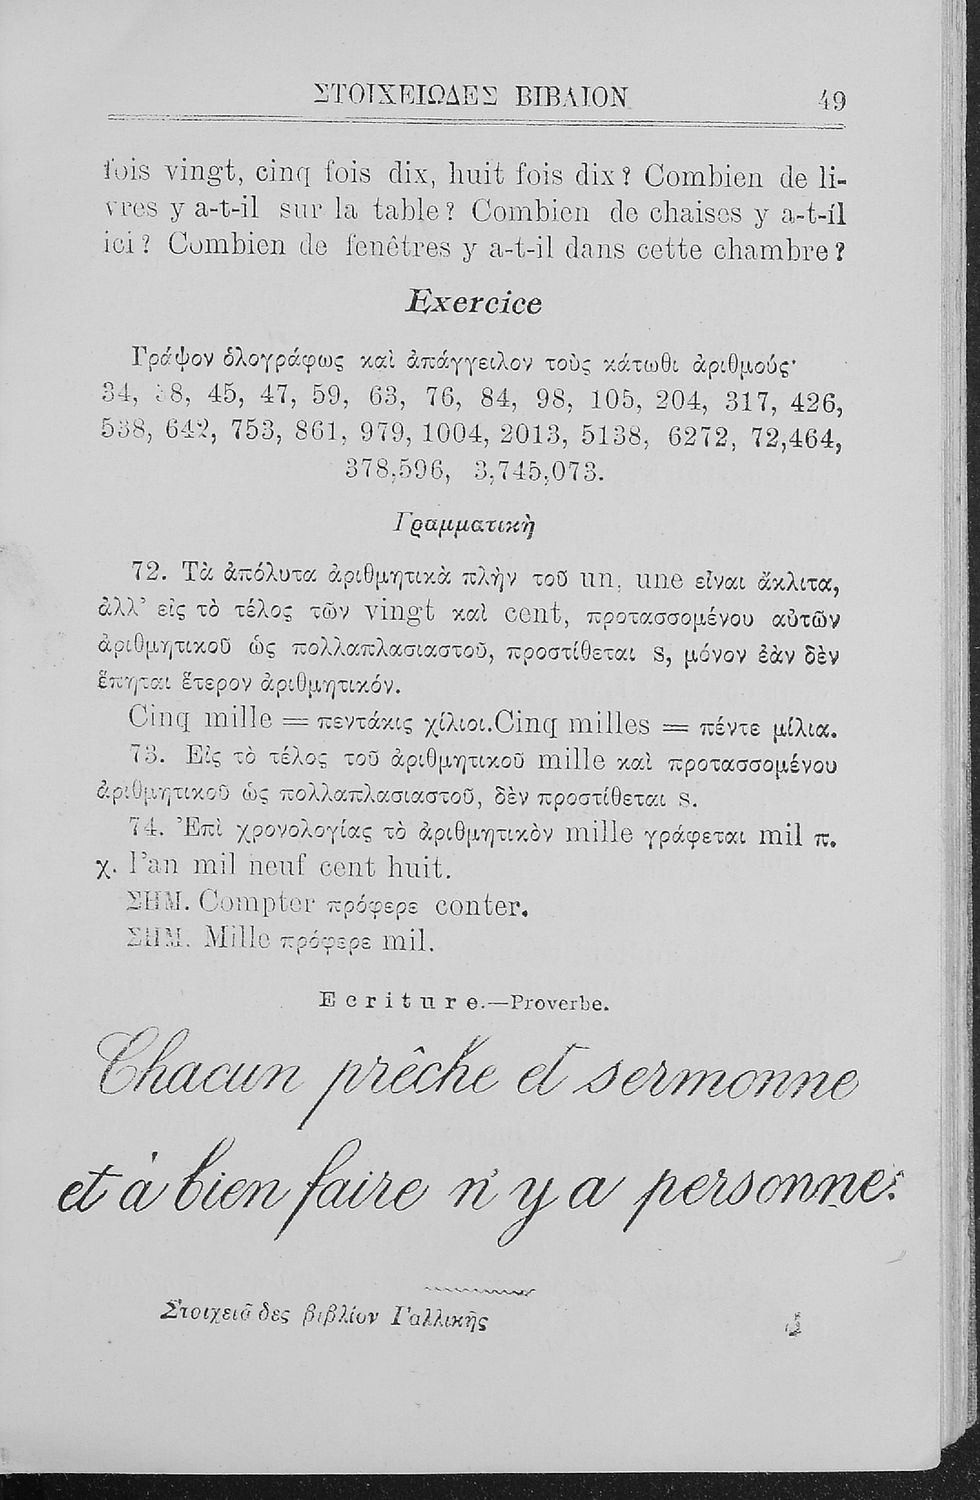 ΣΤΟΙΧΕΙΩΔΕΣ ΒΙΒΛΙΟΝ 49
fois vingt, cinq fois dix, huit fois dix? Combien de li-
vres y a-t-il sur la table? Combien de chaises y a-t-il
ici? Combien de fenêtres y a-t-il dans cette chambre?
Exercice
Γράψον ὁλογράφως καὶ ἀπάγγειλον τοὺς κάτωθι ἀριθμούς·
34, 38, 45, 47, 59, 63, 76, 84, 98, 105, 204, 317, 426,
538, 642, 753, 861, 979, 1004, 2013, 5138, 6272, 72,464,
378,596, 3,745,073.
Γραμματικὴ
72. Τὰ ἀπόλυτα ἀριθμητικὰ πλὴν τοῦ un, une εἶναι ἄκλιτα,
ἀλλ' εἰς τὸ τέλος τῶν vingt καὶ cent, προτασσομένου αὐτῶν
ἀριθμητικοῦ ὡς πολλαπλασιαστοῦ, προστίθεται s, μόνον ἐὰν δὲν
ἕπηται ἕτερον ἀριθμητικόν.
Cinq mille = πεντάκις χίλιοι. Cinq milles = πέντε μίλια.
73. Εἰς τὸ τέλος τοῦ ἀριθμητικοῦ mille καὶ προτασσομένου
ἀριθμητικοῦ ὡς πολλαπλασιαστοῦ, δὲν προστίθεται s.
74. Ἐπὶ χρονολογίας τὸ ἀριθμητικὸν mille γράφεται mil π.
χ. l'an mil neuf cent huit.
ΣΗΜ. Compter πρόφερε conter.
ΣΗΜ. Mille πρόφερε mil.
Ecriture.—Proverbe.
Chacun prêche et sermonne
et à bien faire n'y a personne.
Στοιχειῶδες βιβλίον Γαλλικῆς